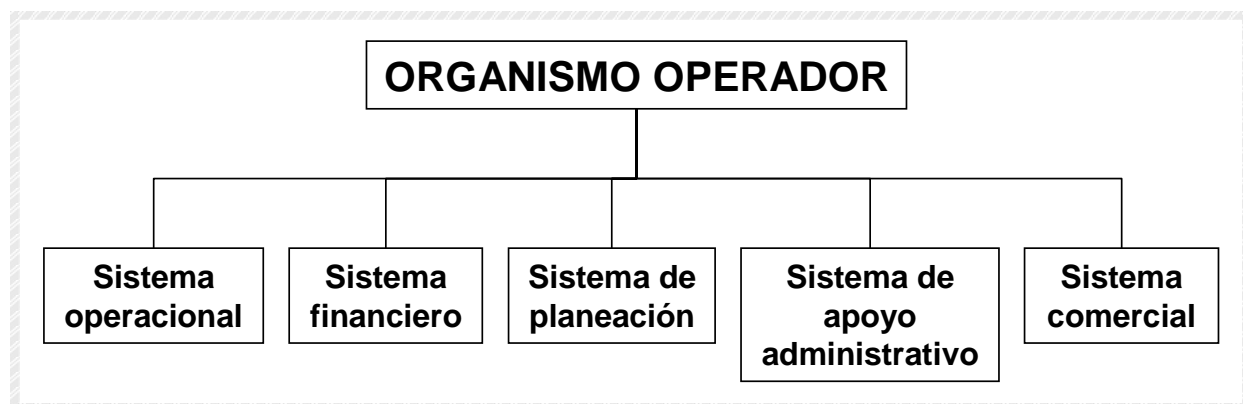 ORGANISMO OPERADOR
Sistema
operacional
Sistema
financiero
Sistema de
planeación
Sistema de
apoyo
administrativo
Sistema
comercial